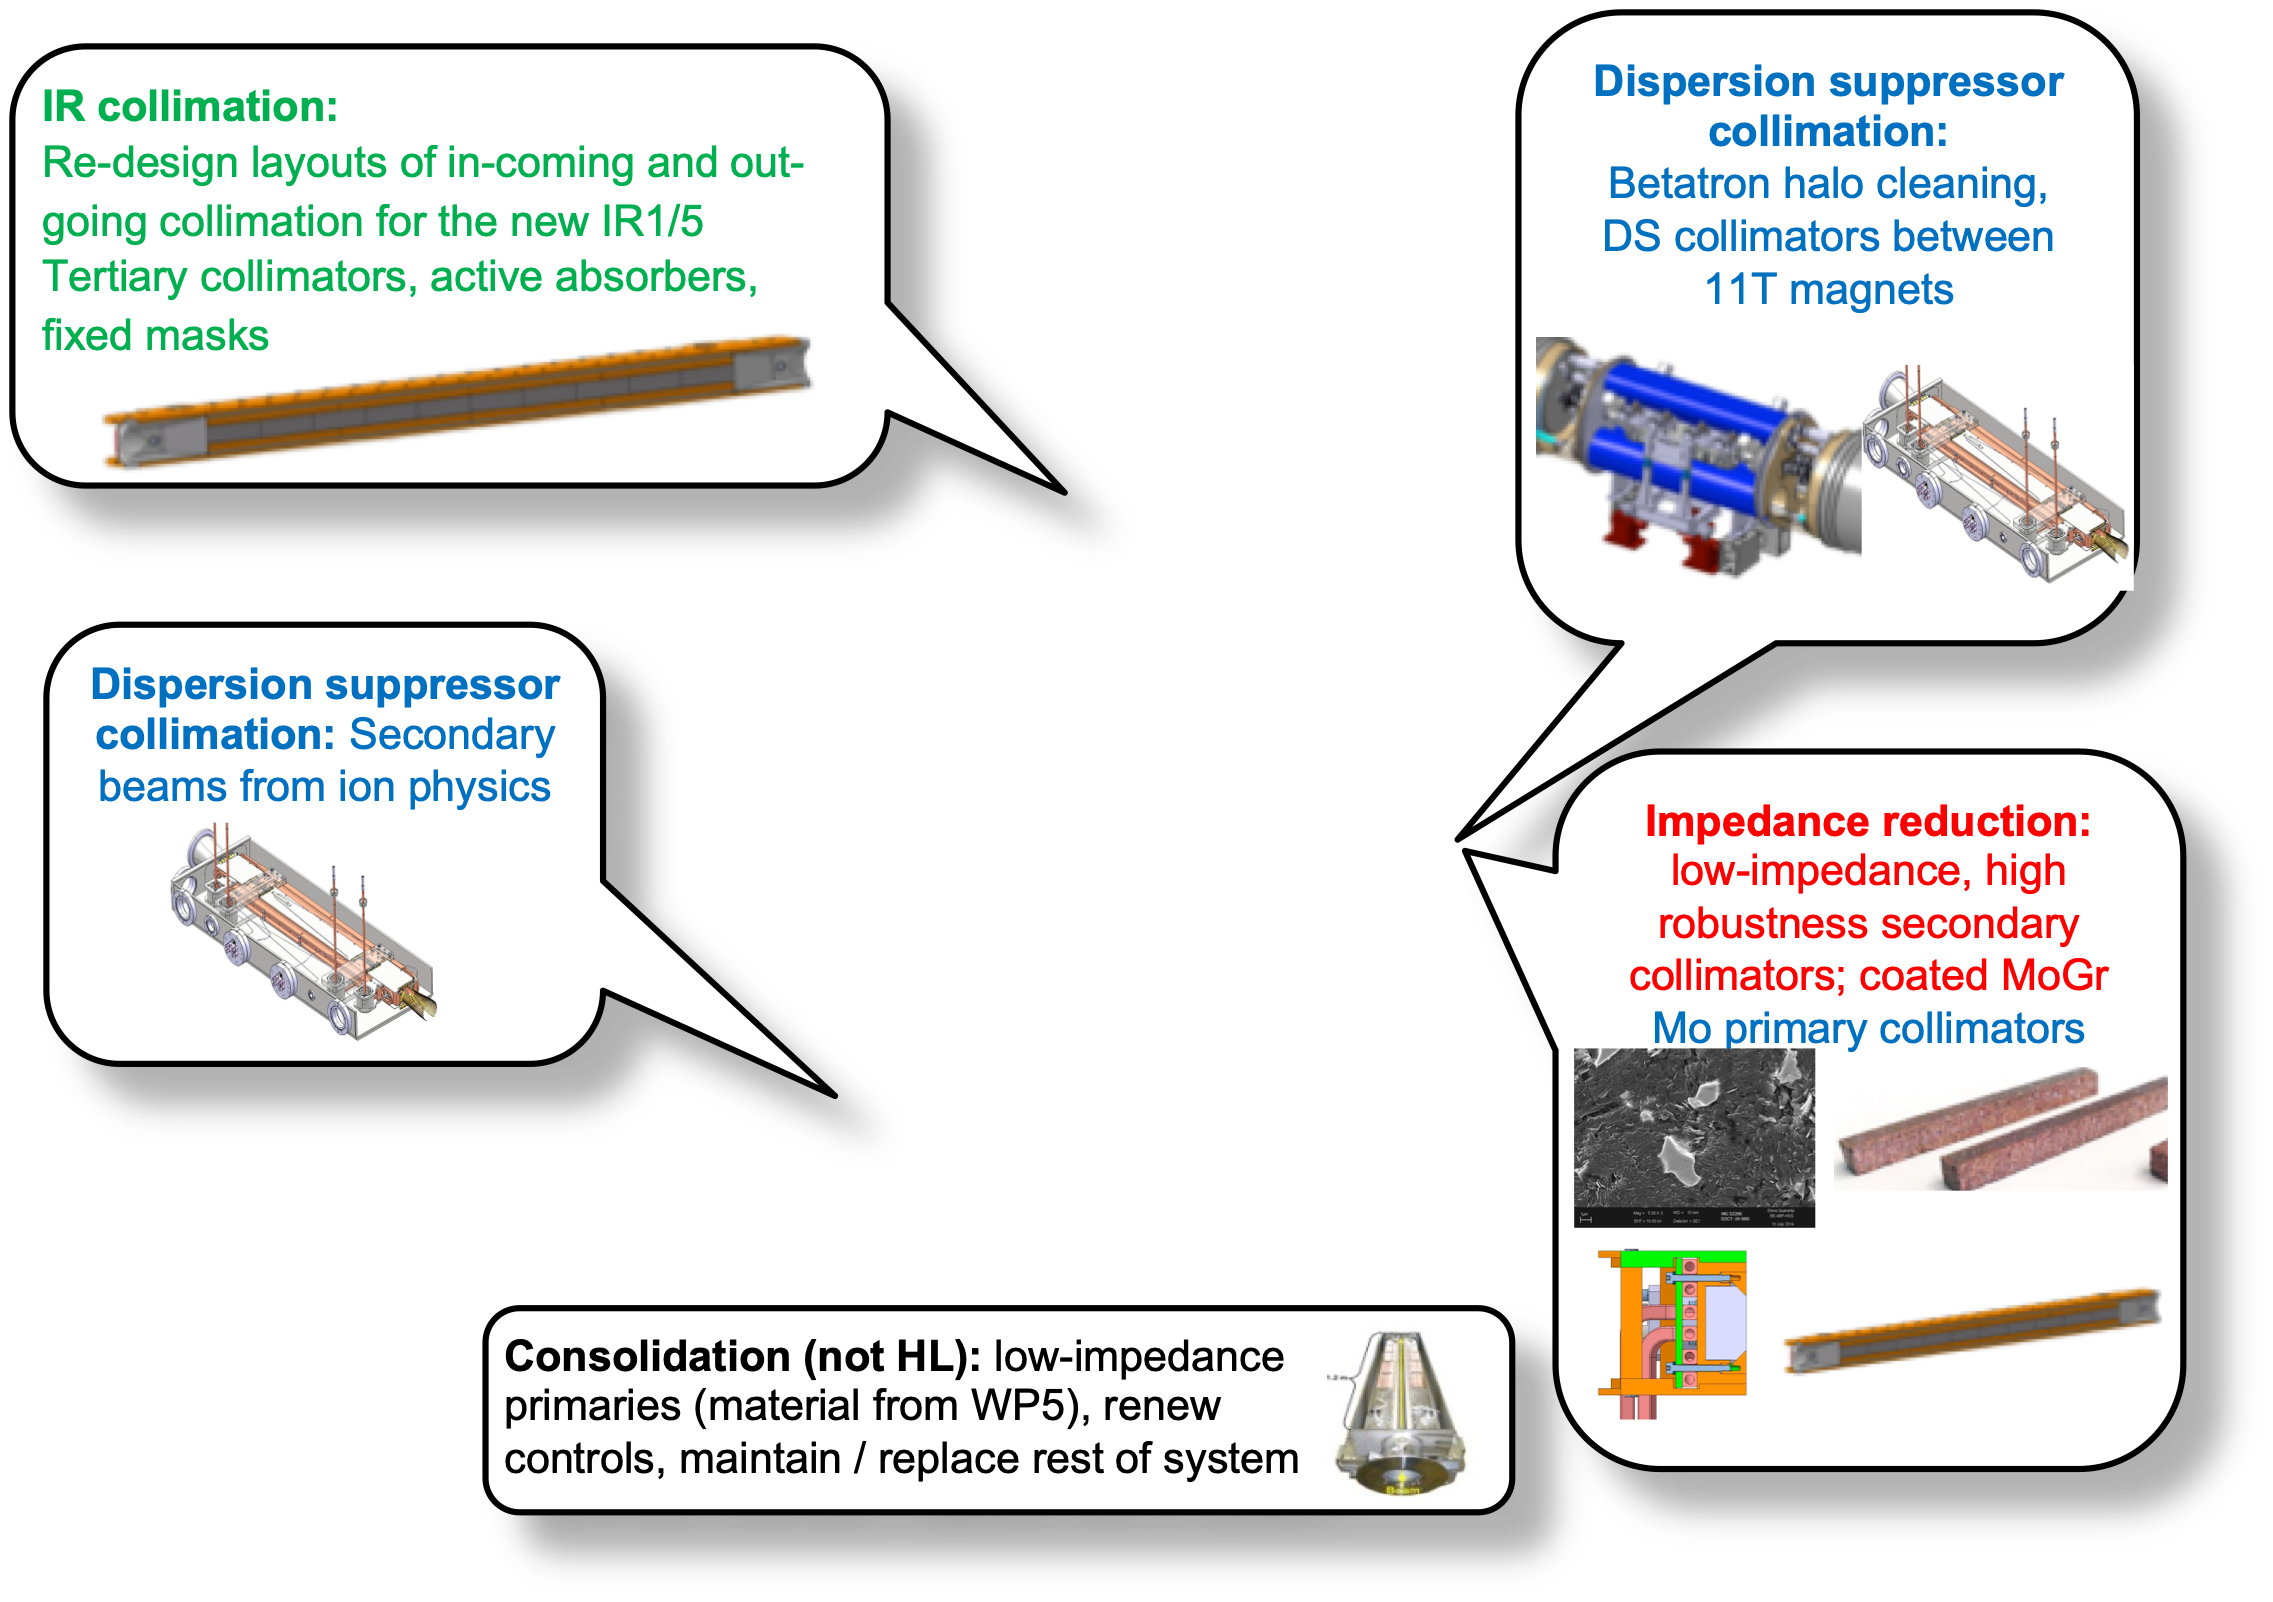 IR collimation:
Re-design layouts of in-coming and out-
going collimation for the new IR1/5
Tertiary collimators, active absorbers,
fixed masks
Dispersion suppressor
collimation:
Betatron halo cleaning,
DS collimators between
11T magnets
Dispersion suppressor
collimation: Secondary
beams from ion physics
Impedance reduction:
low-impedance, high
robustness secondary
collimators; coated MoGr
Mo primary collimators
Consolidation (not HL): low-impedance
primaries (material from WP5), renew
controls, maintain / replace rest of system
1.2 m
Beam